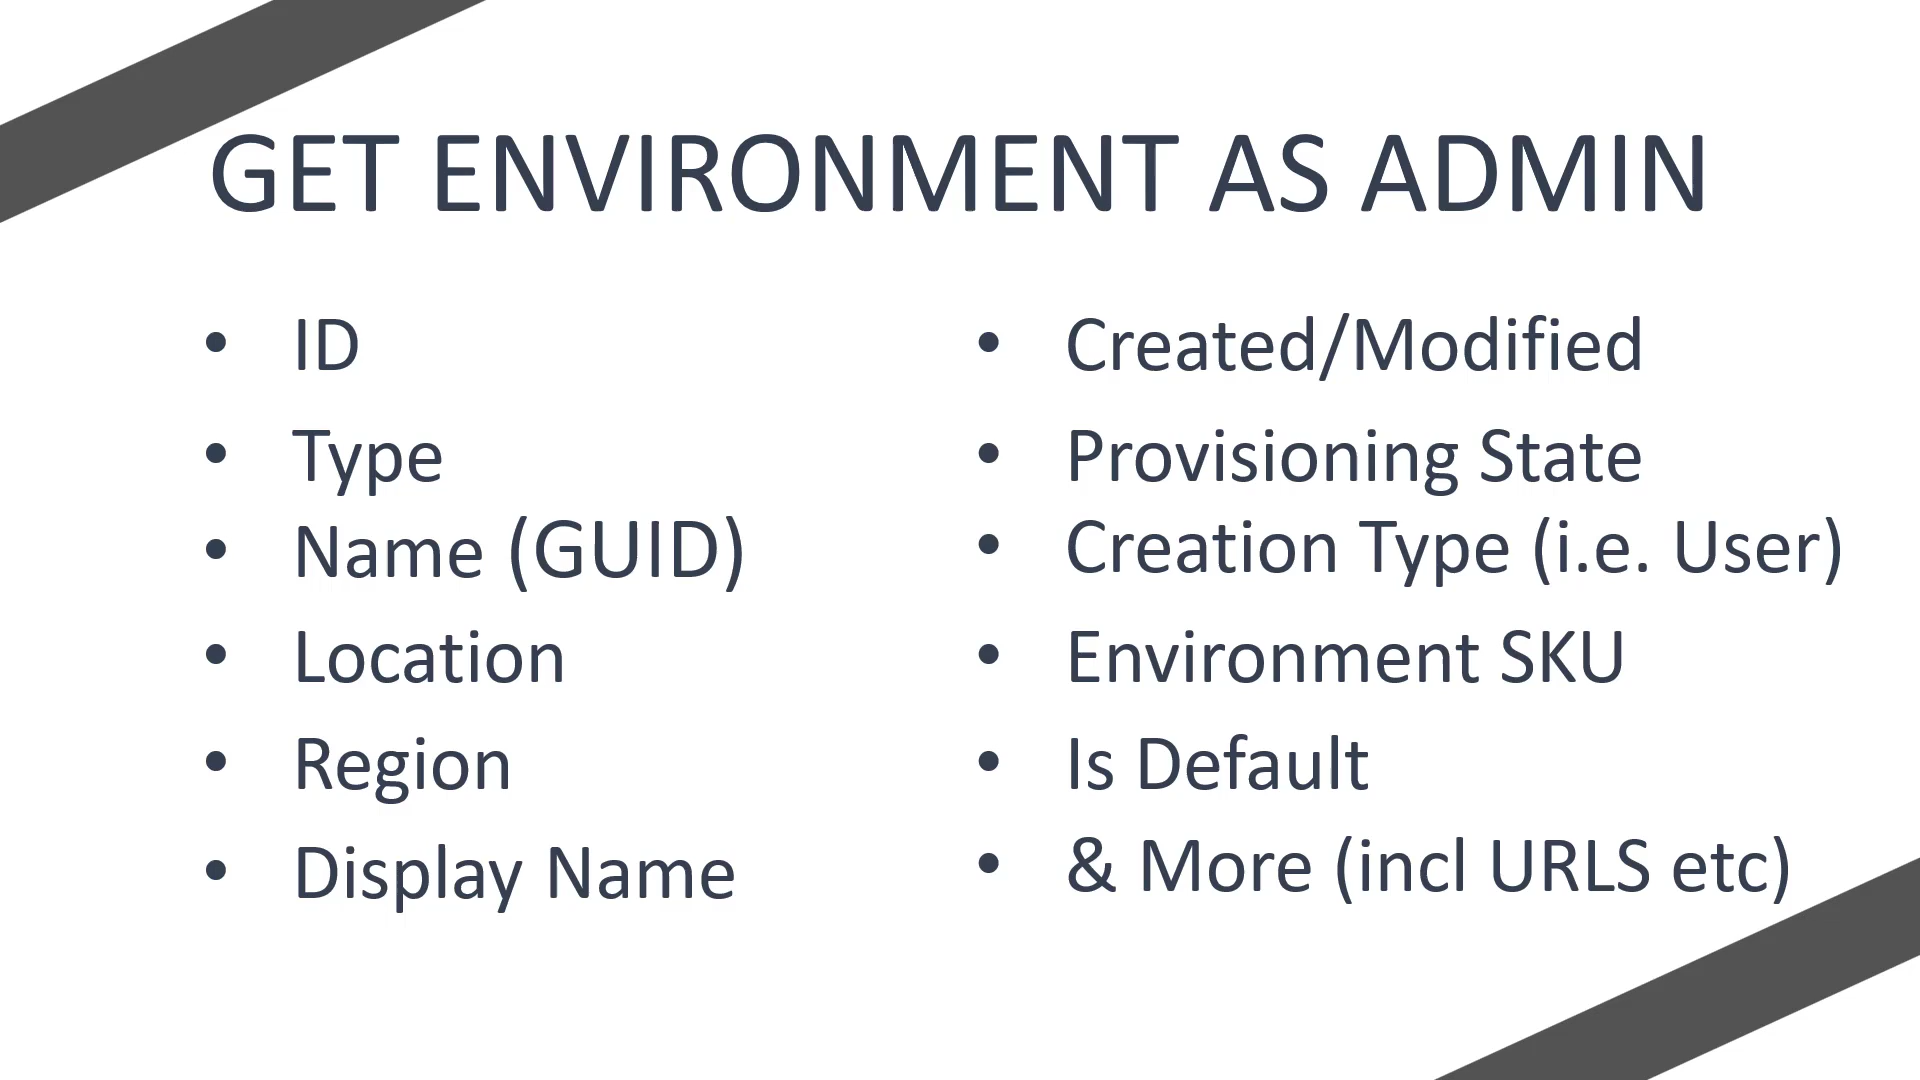 GET ENVIRONMENT AS ADMIN
• ID
• Type
• Name (GUID)
• Location
• Region
• Display Name
• Created/Modified
• Provisioning State
• Creation Type (i.e. User)
• Environment SKU
• Is Default
• & More (incl URLS etc)